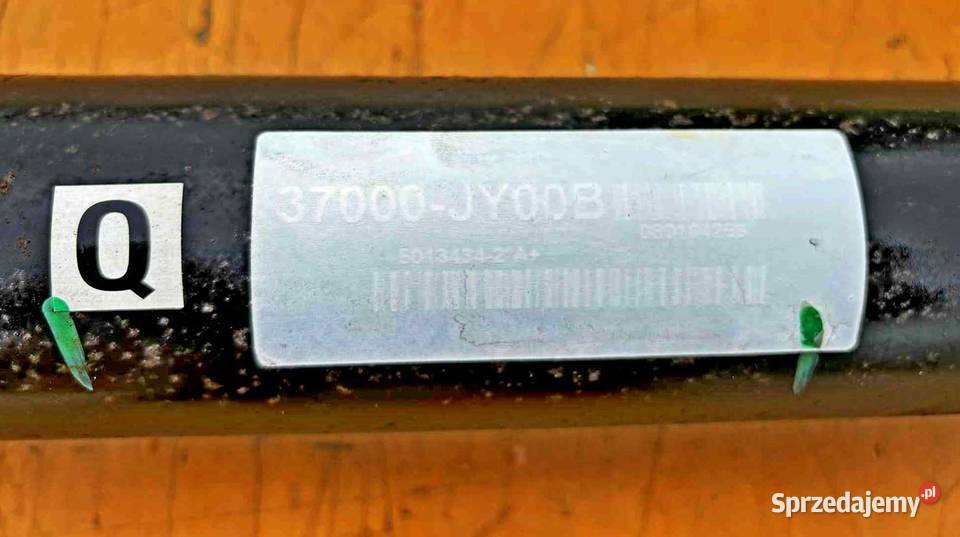 Q
37000-JY00B
5013434-2 A+
Sprzedajemy.pl